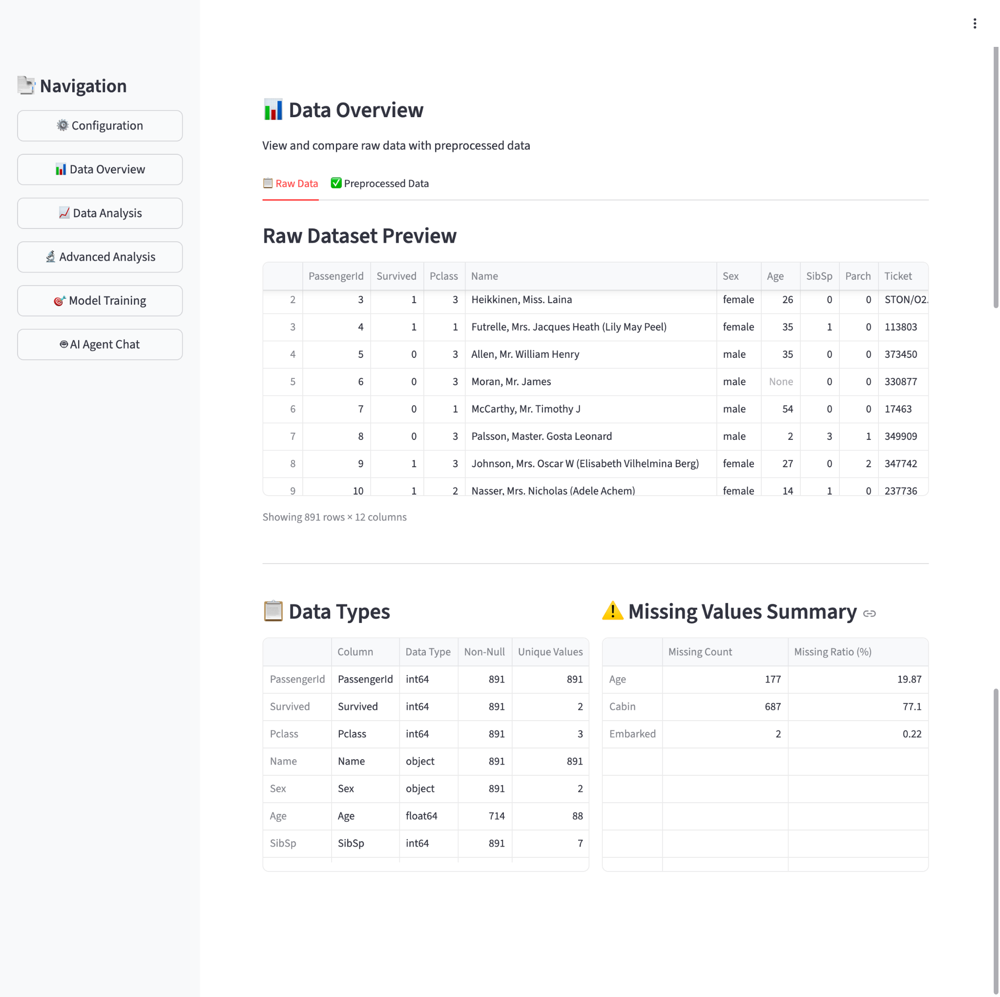 Navigation
Configuration
Data Overview
Data Analysis
Advanced Analysis
Model Training
AI Agent Chat
Data Overview
View and compare raw data with preprocessed data
Raw Data Preprocessed Data
Raw Dataset Preview
PassengerId Survived Pclass Name Sex Age SibSp Parch Ticket
2 3 1 3 Heikkinen, Miss. Laina female 26 0 0 STON/O2.
3 4 1 1 Futrelle, Mrs. Jacques Heath (Lily May Peel) female 35 1 0 113803
4 5 0 3 Allen, Mr. William Henry male 35 0 0 373450
5 6 0 3 Moran, Mr. James male None 0 0 330877
6 7 0 1 McCarthy, Mr. Timothy J male 54 0 0 17463
7 8 0 3 Palsson, Master. Gosta Leonard male 2 3 1 349909
8 9 1 3 Johnson, Mrs. Oscar W (Elisabeth Vilhelmina Berg) female 27 0 2 347742
9 10 1 2 Nasser, Mrs. Nicholas (Adele Achem) female 14 1 0 237736
Showing 891 rows × 12 columns
Data Types
Column Data Type Non-Null Unique Values
PassengerId PassengerId int64 891 891
Survived Survived int64 891 2
Pclass Pclass int64 891 3
Name Name object 891 891
Sex Sex object 891 2
Age Age float64 714 88
SibSp SibSp int64 891 7
Missing Values Summary
Missing Count Missing Ratio (%)
Age 177 19.87
Cabin 687 77.1
Embarked 2 0.22